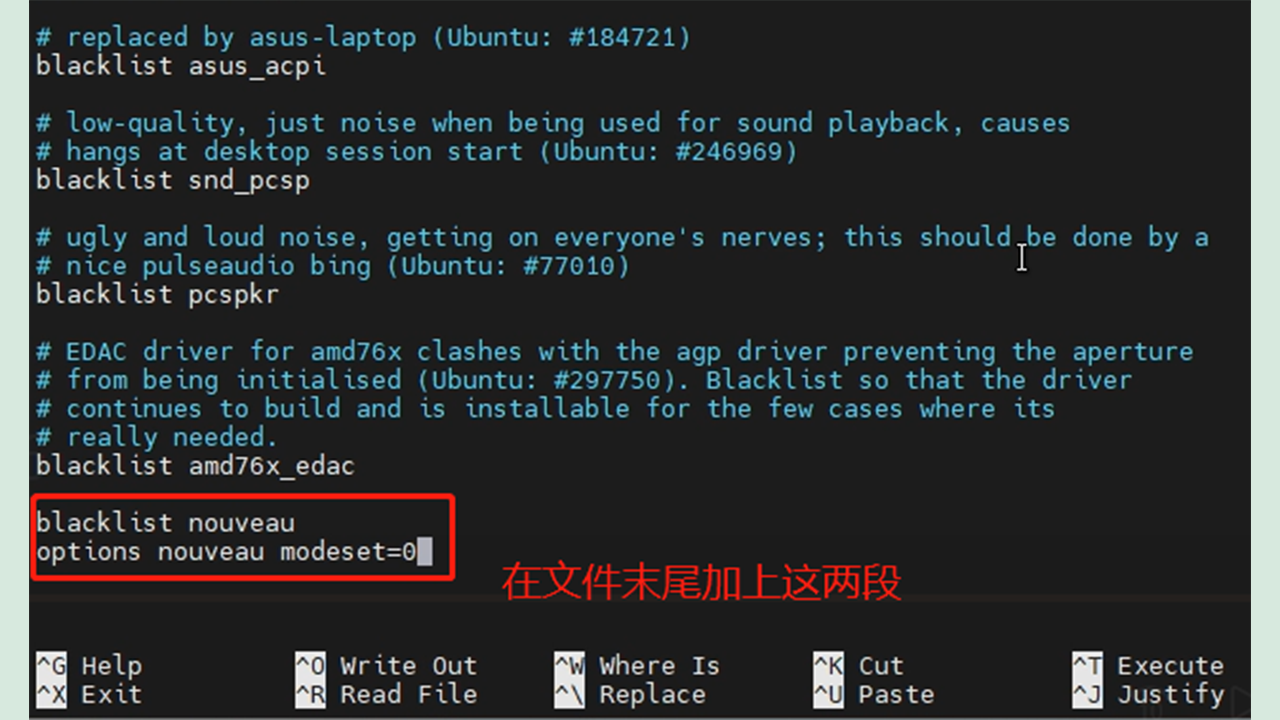 # replaced by asus-laptop (Ubuntu: #184721)
blacklist asus_acpi
# low-quality, just noise when being used for sound playback, causes
# hangs at desktop session start (Ubuntu: #246969)
blacklist snd_pcsp
# ugly and loud noise, getting on everyone's nerves; this should be done by a
# nice pulseaudio bing (Ubuntu: #77010)
blacklist pcspkr
# EDAC driver for amd76x clashes with the agp driver preventing the aperture
# from being initialised (Ubuntu: #297750). Blacklist so that the driver
# continues to build and is installable for the few cases where its
# really needed.
blacklist amd76x_edac
blacklist nouveau
options nouveau modeset=0
在文件末尾加上这两段
^G Help ^O Write Out ^W Where Is ^K Cut ^T Execute
^X Exit ^R Read File ^\ Replace ^U Paste ^J Justify